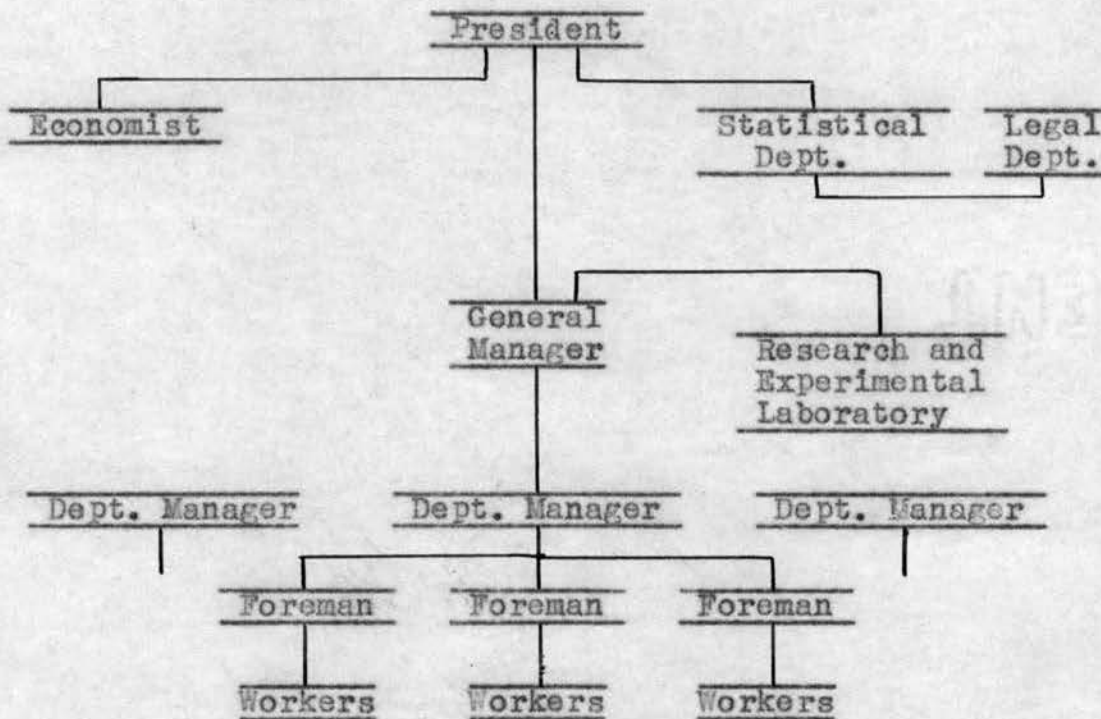 President
Economist
Statistical Dept.
Legal Dept.
General Manager
Research and Experimental Laboratory
Dept. Manager Dept. Manager Dept. Manager
Foreman Foreman Foreman
Workers Workers Workers